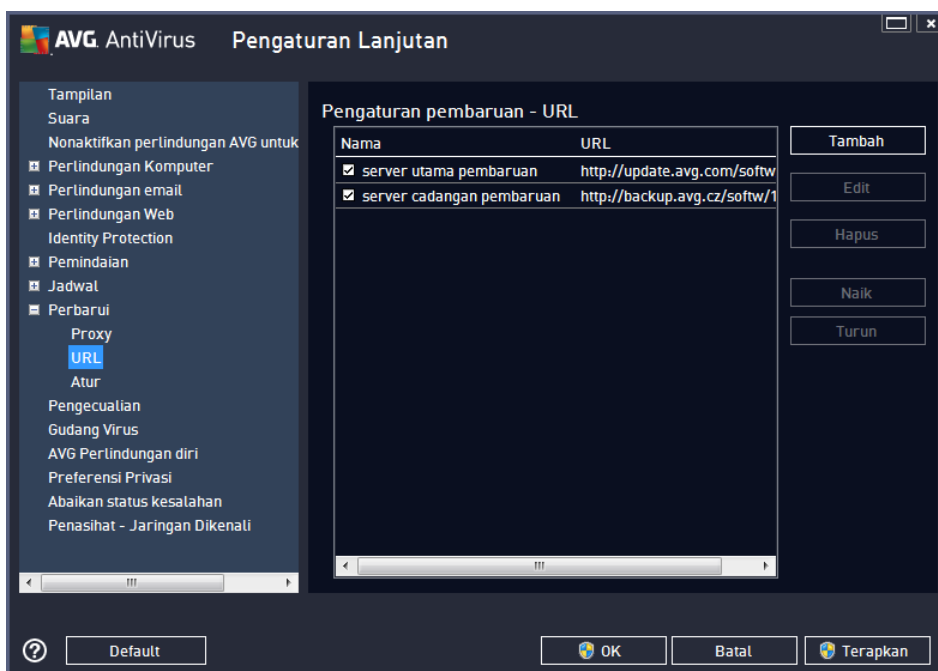 AVG. AntiVirus Pengaturan Lanjutan
Tampilan
Suara
Nonaktifkan perlindungan AVG untuk
Perlindungan Komputer
Perlindungan email
Perlindungan Web
Identity Protection
Pemindaian
Jadwal
Perbarui
Proxy
URL
Atur
Pengecualian
Gudang Virus
AVG Perlindungan diri
Preferensi Privasi
Abaikan status kesalahan
Penasihat - Jaringan Dikenali
Pengaturan pembaruan - URL
Nama URL
server utama pembaruan http://update.avg.com/softw
server cadangan pembaruan http://backup.avg.cz/softw/1
Tambah
Edit
Hapus
Naik
Turun
Default
OK
Batal
Terapkan